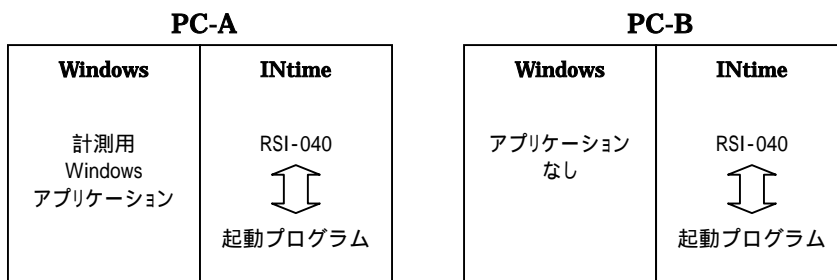 PC-A
Windows
INtime
計測用
Windows
アプリケーション
RSI-040
起動プログラム
PC-B
Windows
INtime
アプリケーション
なし
RSI-040
起動プログラム